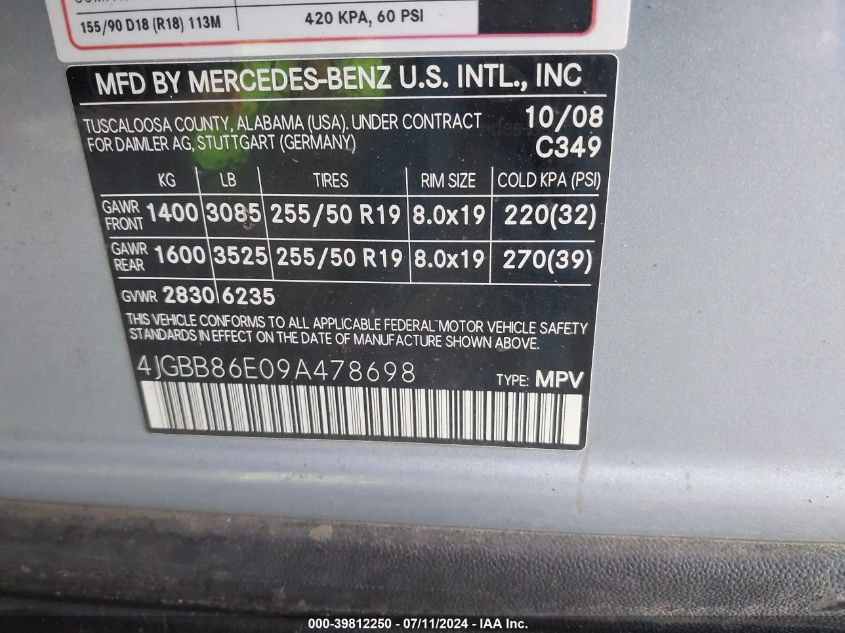 155/90 D18 (R18) 113M 420 KPA, 60 PSI
MFD BY MERCEDES-BENZ U.S. INTL., INC
TUSCALOOSA COUNTY, ALABAMA (USA). UNDER CONTRACT 10/08
FOR DAIMLER AG, STUTTGART (GERMANY) C349
KG LB TIRES RIM SIZE COLD KPA (PSI)
GAWR FRONT 1400 3085 255/50 R19 8.0x19 220(32)
GAWR REAR 1600 3525 255/50 R19 8.0x19 270(39)
GVWR 2830 6235
THIS VEHICLE CONFORMS TO ALL APPLICABLE FEDERAL MOTOR VEHICLE SAFETY
STANDARDS IN EFFECT ON THE DATE OF MANUFACTURE SHOWN ABOVE.
4JGBB86E09A478698 TYPE: MPV
000-39812250 - 07/11/2024 - IAA Inc.